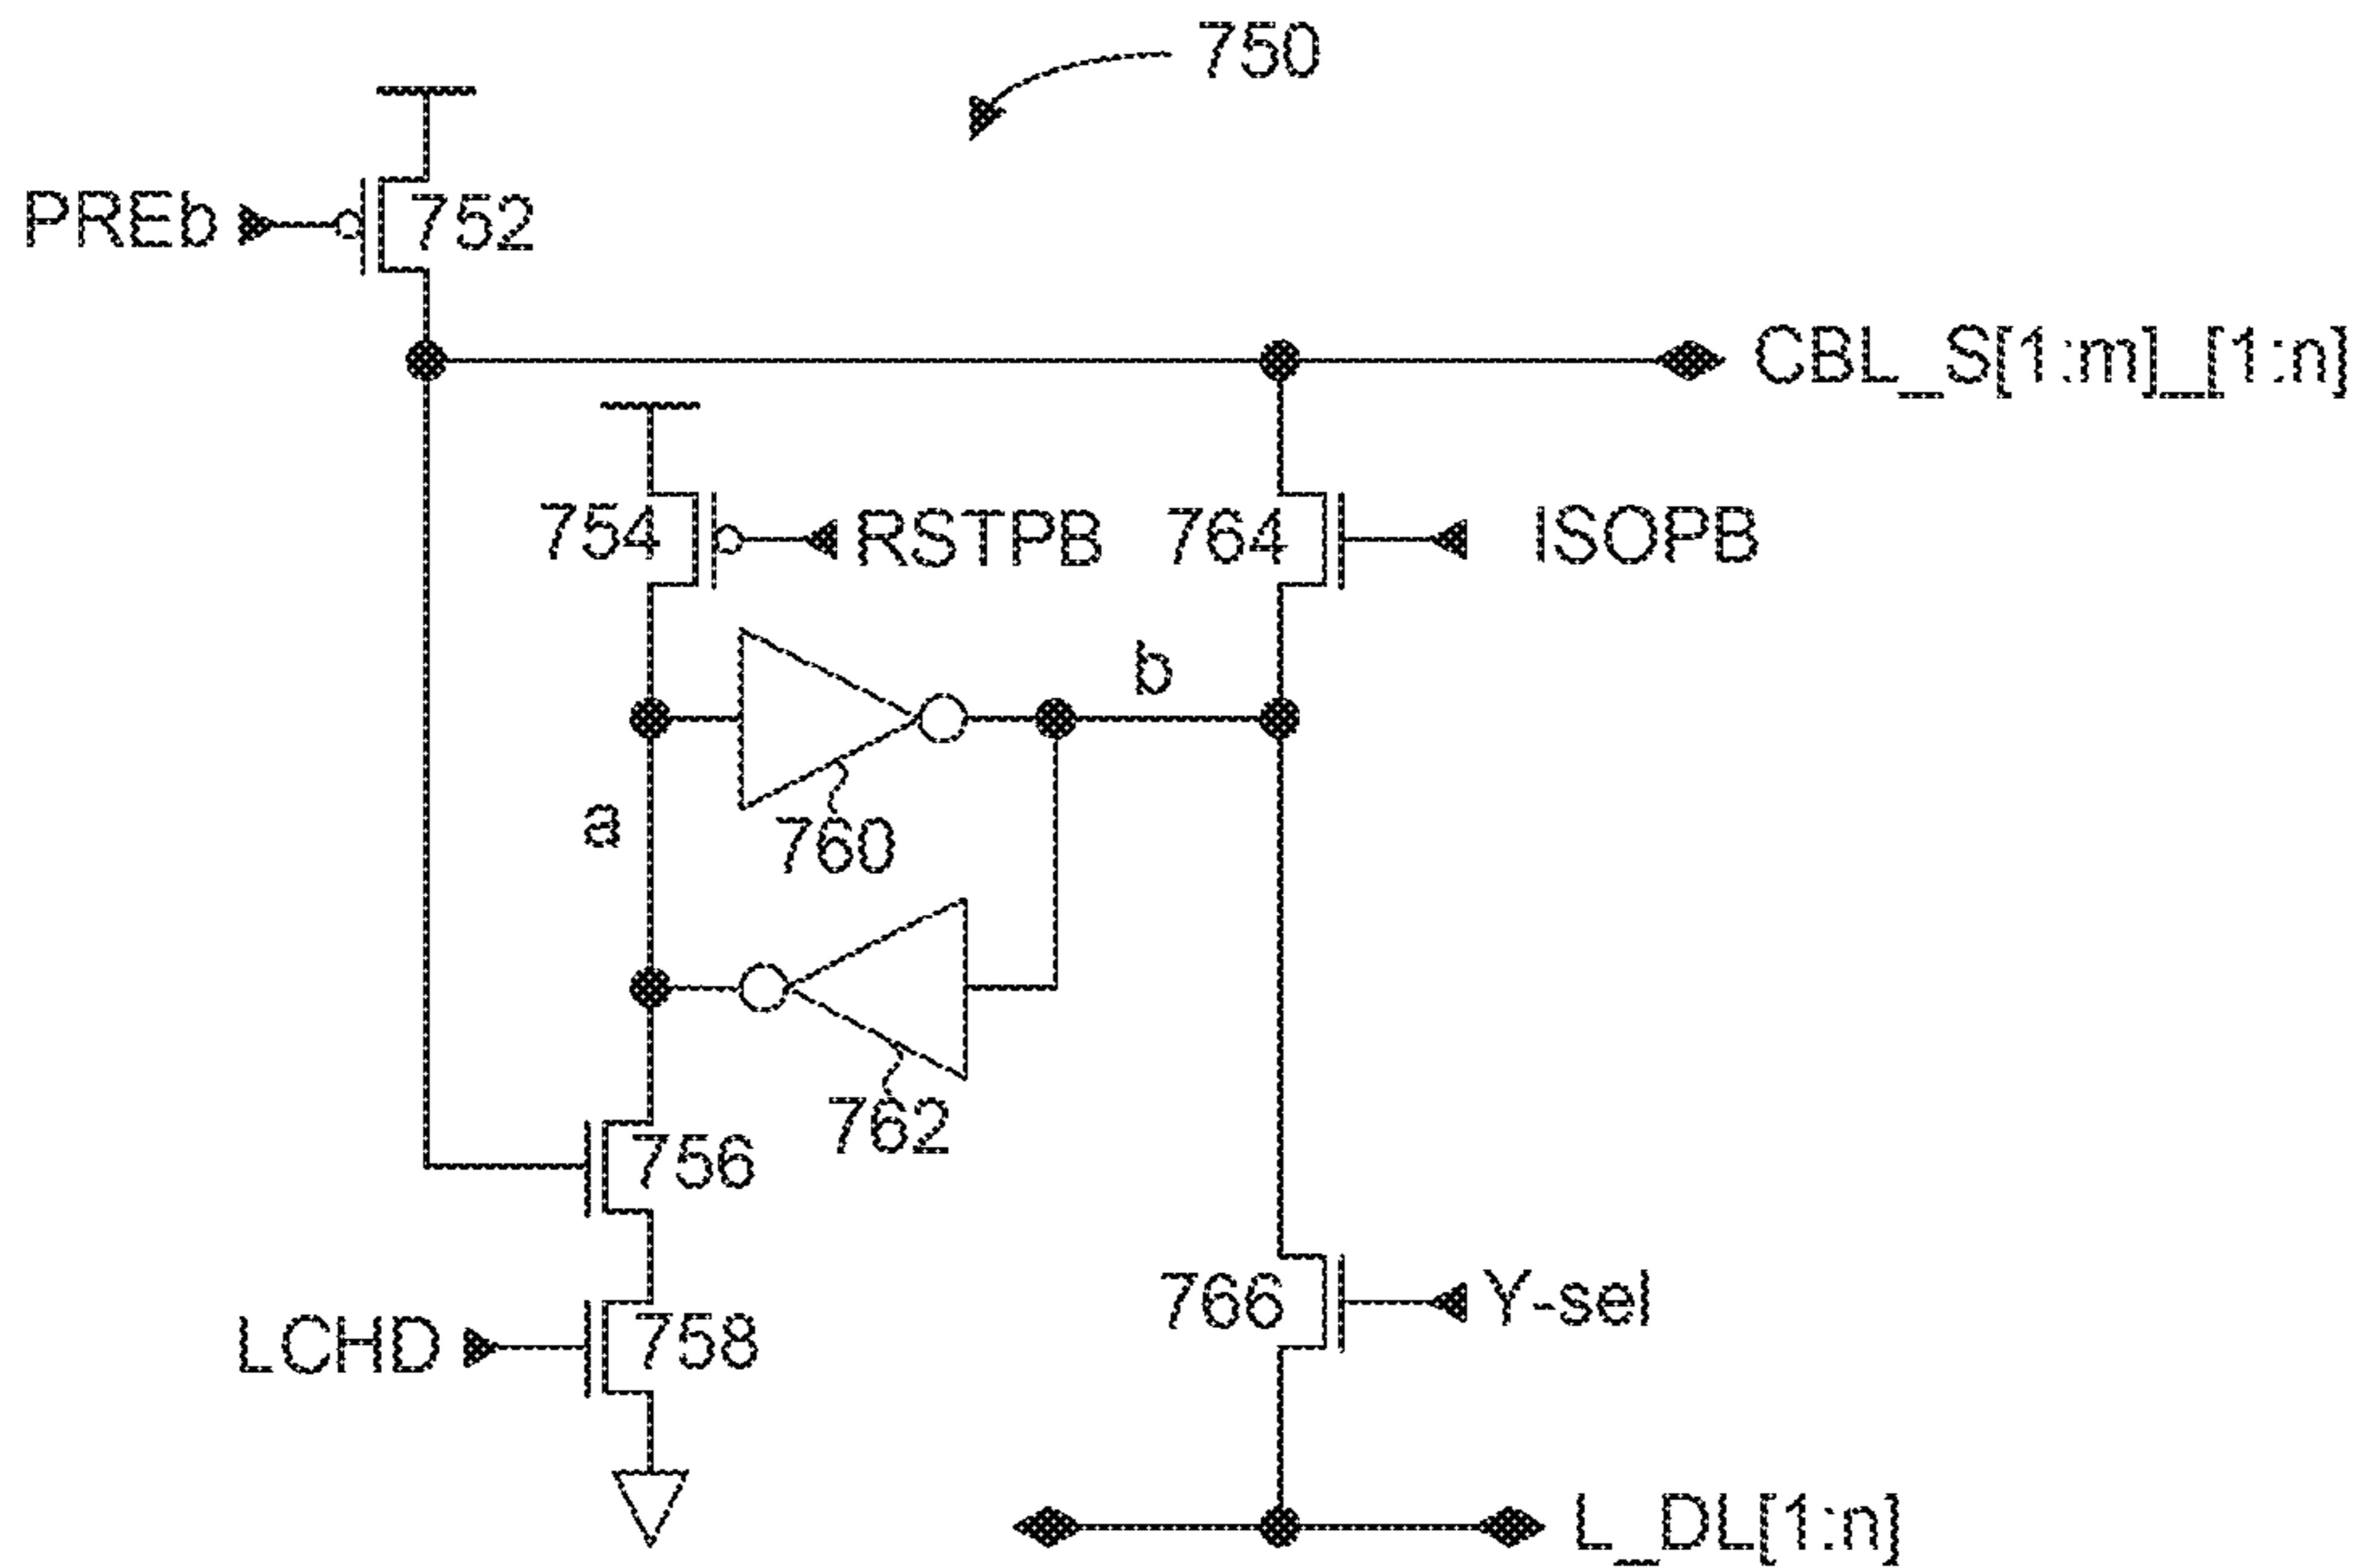 750
PREb
752
CBL_S[1:m]_[1:n]
754
RSTPB
764
ISOPB
b
a
760
762
756
766
Y-sel
LCHD
758
L_DL[1:n]